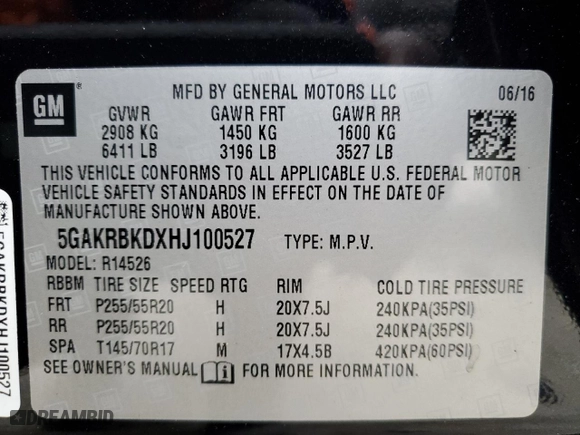 GM
MFD BY GENERAL MOTORS LLC 06/16
GVWR GAWR FRT GAWR RR
2908 KG 1450 KG 1600 KG
6411 LB 3196 LB 3527 LB
THIS VEHICLE CONFORMS TO ALL APPLICABLE U.S. FEDERAL MOTOR
VEHICLE SAFETY STANDARDS IN EFFECT ON THE DATE OF
MANUFACTURE SHOWN ABOVE.
5GAKRBKDXHJ100527 TYPE: M.P.V.
MODEL: R14526
RBBM TIRE SIZE SPEED RTG RIM COLD TIRE PRESSURE
FRT P255/55R20 H 20X7.5J 240KPA(35PSI)
RR P255/55R20 H 20X7.5J 240KPA(35PSI)
SPA T145/70R17 M 17X4.5B 420KPA(60PSI)
SEE OWNER'S MANUAL FOR MORE INFORMATION.
5GAKRBKDXHJ100527
DREAMBID